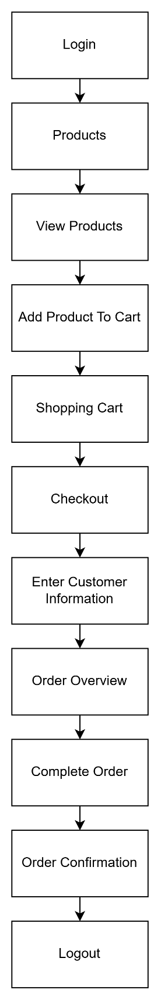 Login
Products
View Products
Add Product To Cart
Shopping Cart
Checkout
Enter Customer
Information
Order Overview
Complete Order
Order Confirmation
Logout